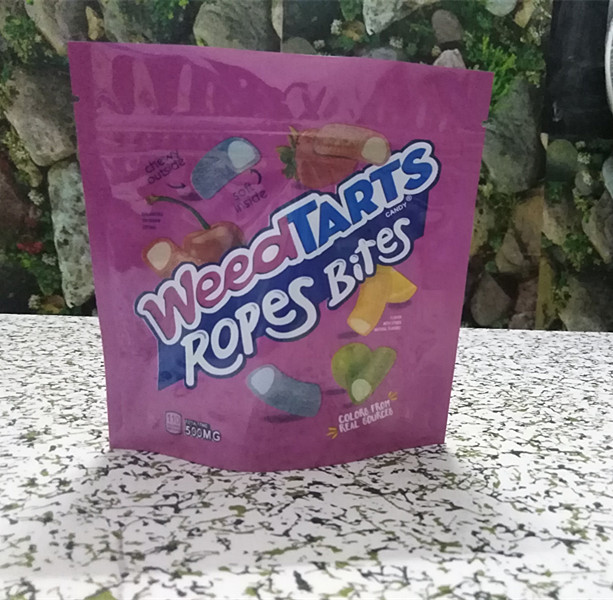 chewy
outside
soft
inside
WeedTARTS
CANDY
ROPES BITES
COLORS FROM
REAL SOURCES
500MG